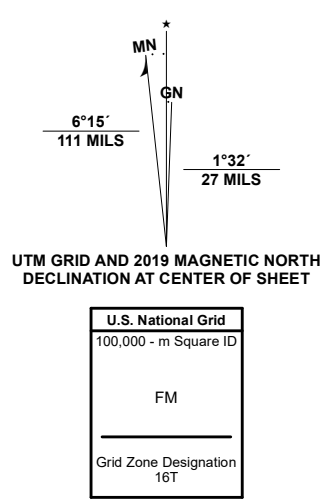 ★
MN
GN
6°15´
111 MILS
1°32´
27 MILS
UTM GRID AND 2019 MAGNETIC NORTH
DECLINATION AT CENTER OF SHEET
U.S. National Grid
100,000 - m Square ID
FM
Grid Zone Designation
16T